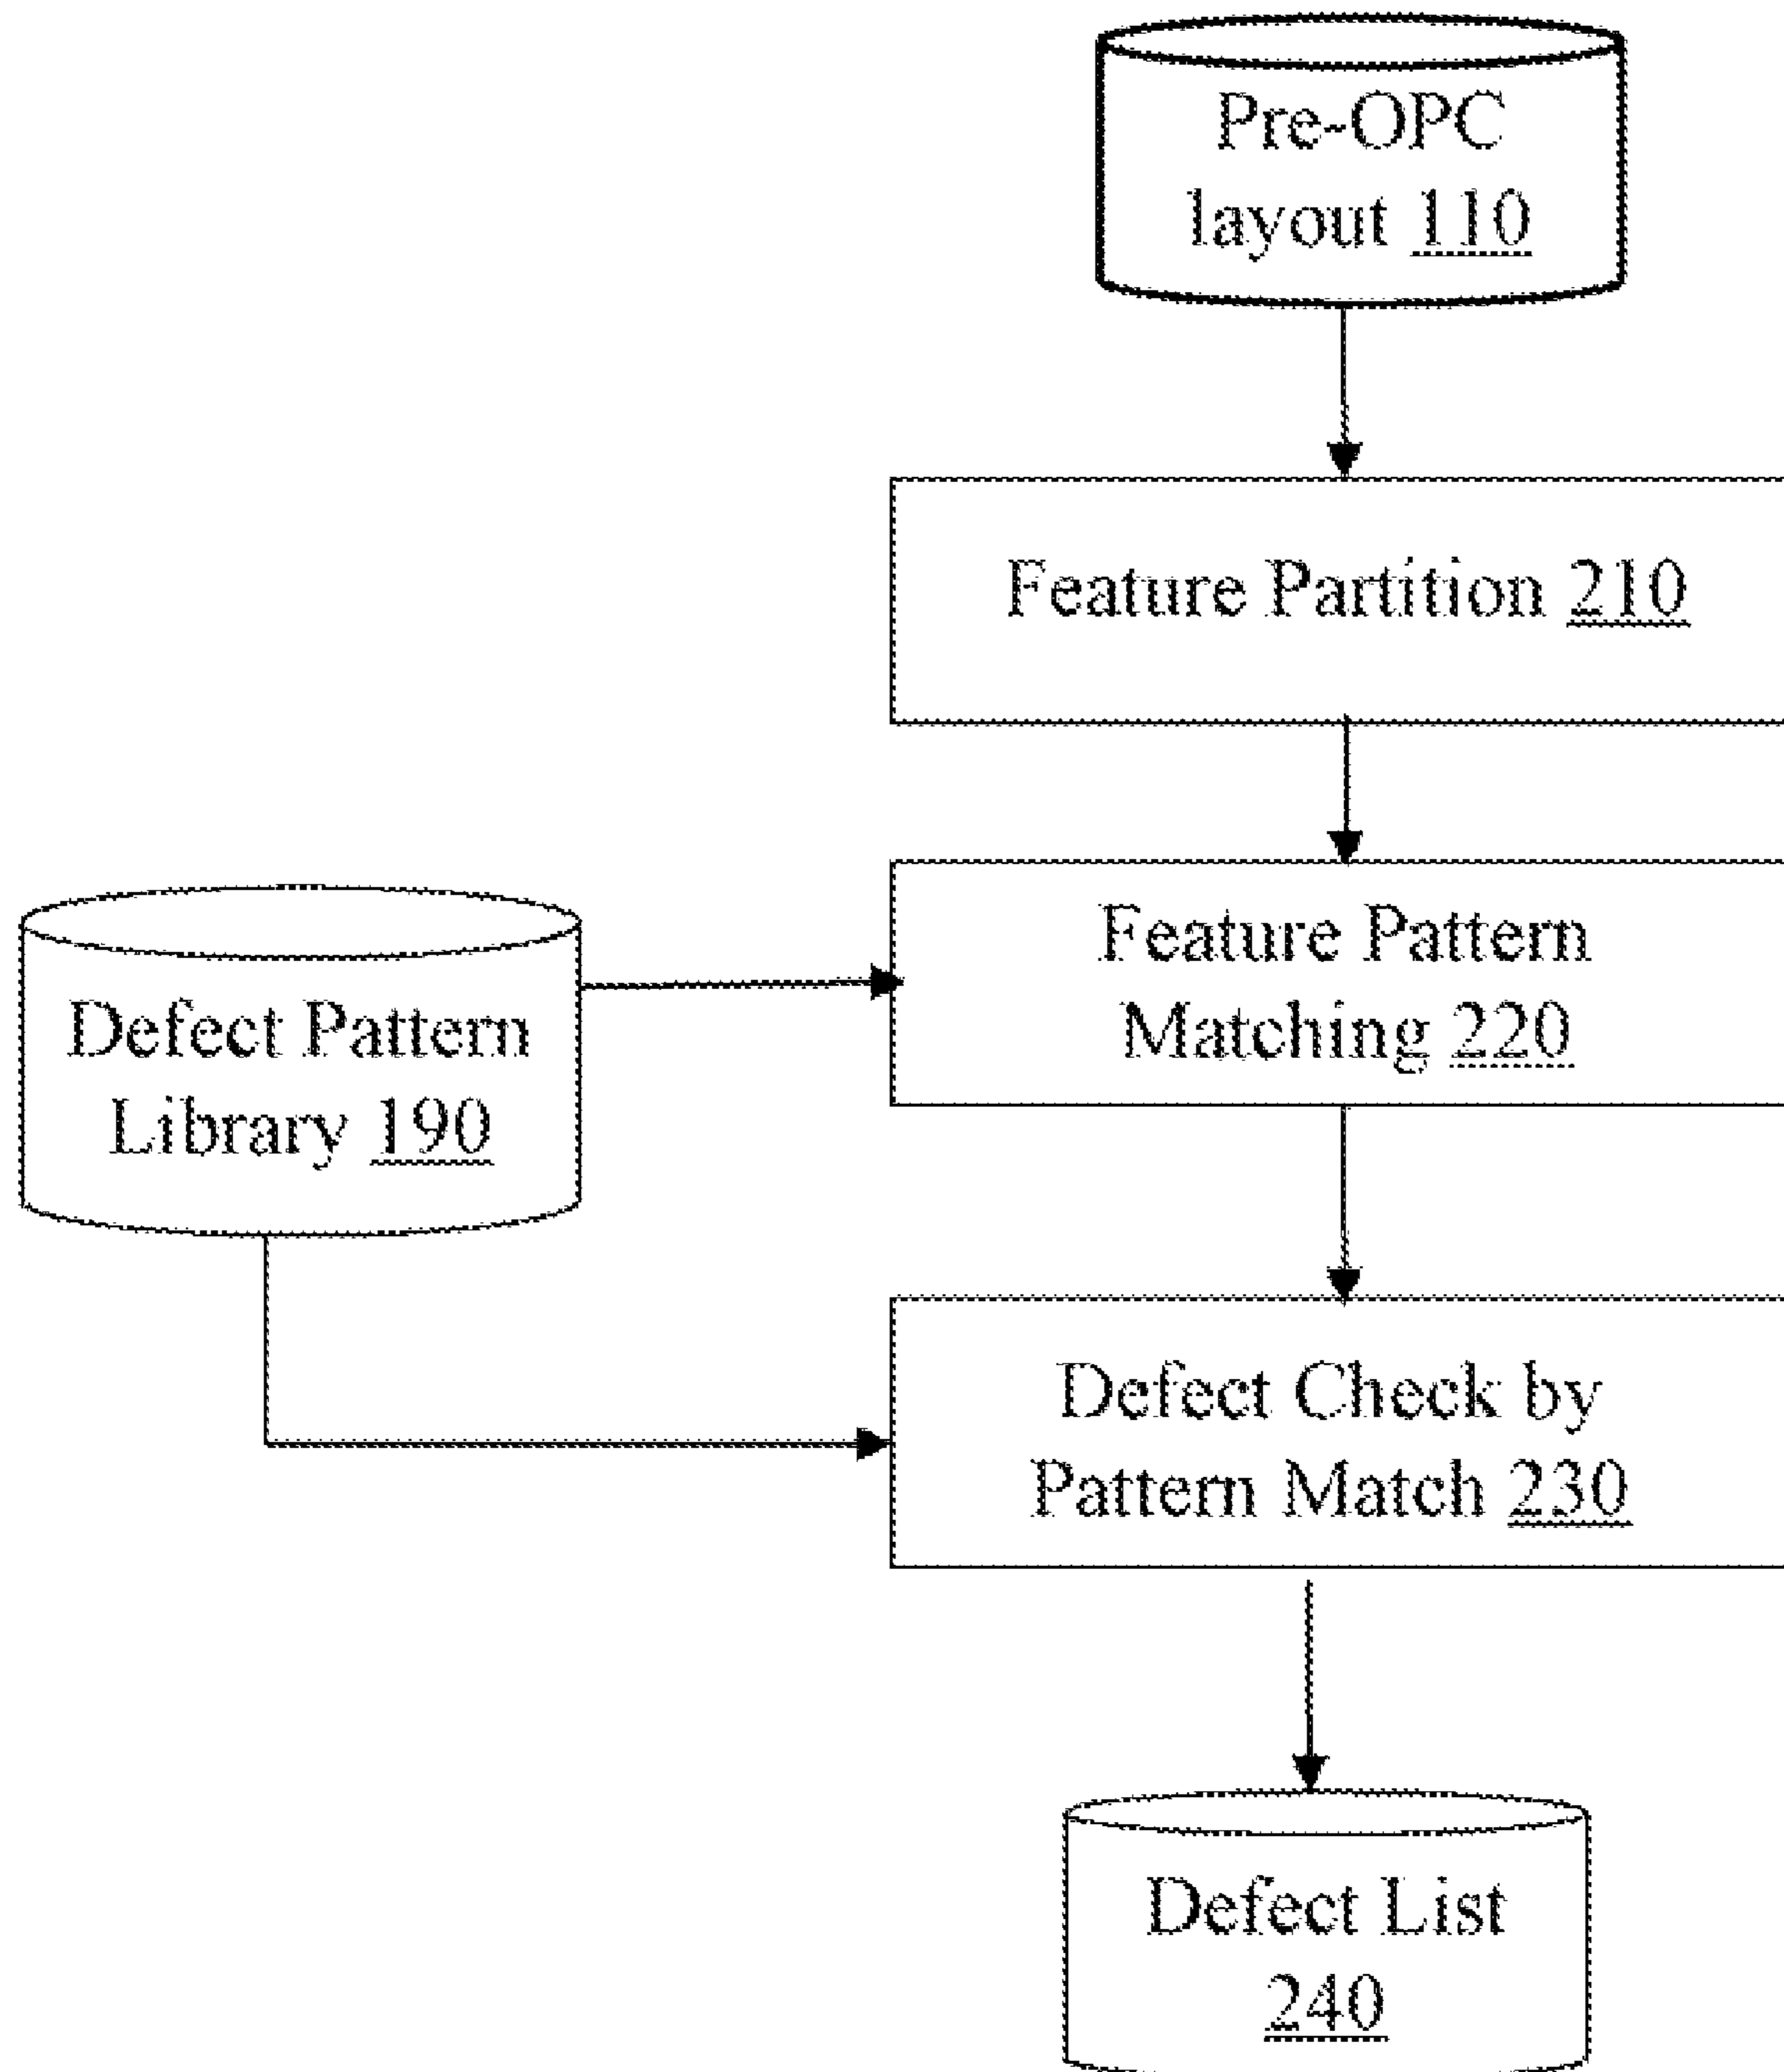 Pre-OPC
layout 110
Feature Partition 210
Feature Pattern
Matching 220
Defect Pattern
Library 190
Defect Check by
Pattern Match 230
Defect List
240